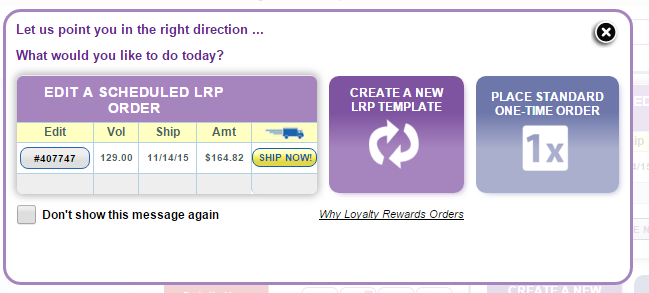 Let us point you in the right direction ...
What would you like to do today?
EDIT A SCHEDULED LRP
ORDER
Edit Vol Ship Amt
#407747 129.00 11/14/15 $164.82 SHIP NOW!
CREATE A NEW
LRP TEMPLATE
PLACE STANDARD
ONE-TIME ORDER
1x
Don't show this message again
Why Loyalty Rewards Orders
CREATE A NEW